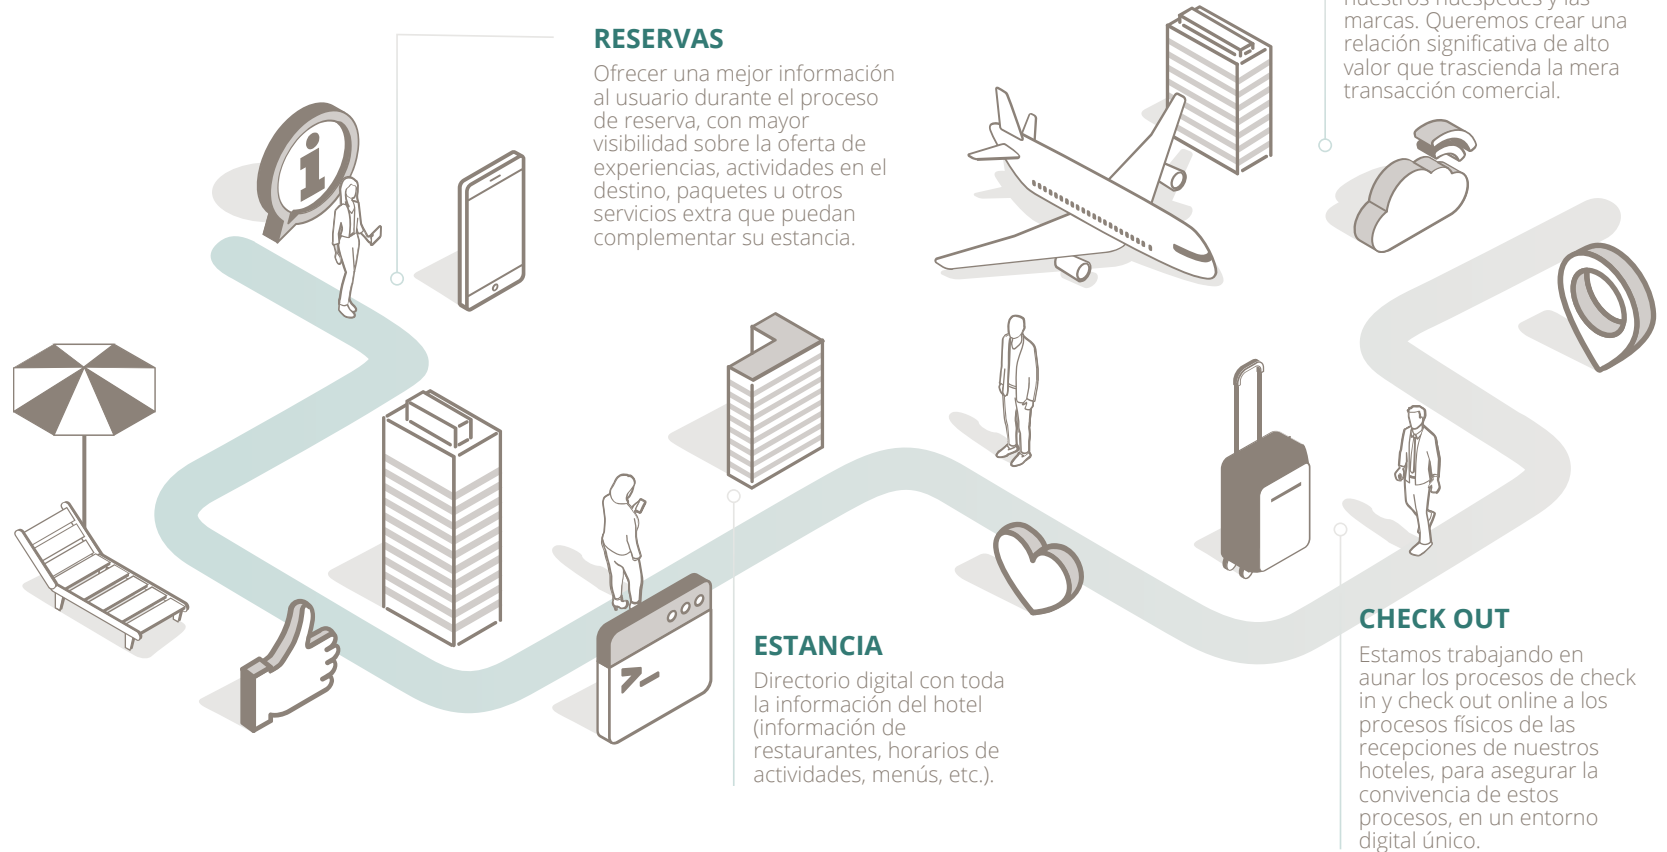 RESERVAS
Ofrecer una mejor información
al usuario durante el proceso
de reserva, con mayor
visibilidad sobre la oferta de
experiencias, actividades en el
destino, paquetes u otros
servicios extra que puedan
complementar su estancia.
nuestros huéspedes y las
marcas. Queremos crear una
relación significativa de alto
valor que trascienda la mera
transacción comercial.
ESTANCIA
Directorio digital con toda
la información del hotel
(información de
restaurantes, horarios de
actividades, menús, etc.).
CHECK OUT
Estamos trabajando en
aunar los procesos de check
in y check out online a los
procesos físicos de las
recepciones de nuestros
hoteles, para asegurar la
convivencia de estos
procesos, en un entorno
digital único.